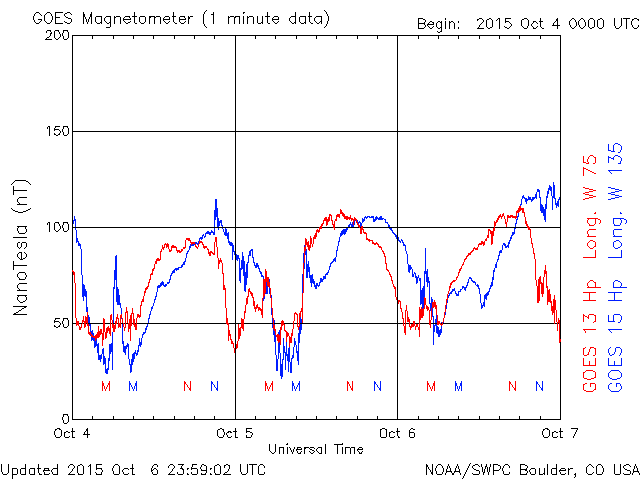 GOES Magnetometer (1 minute data)
Begin: 2015 Oct 4 0000 UTC
200
150
100
50
0
NanoTesla (nT)
M M N N M M N N M M N N
Oct 4 Oct 5 Oct 6 Oct 7
Universal Time
GOES 13 Hp Long. W 75
GOES 15 Hp Long. W 135
Updated 2015 Oct 6 23:59:02 UTC
NOAA/SWPC Boulder, CO USA